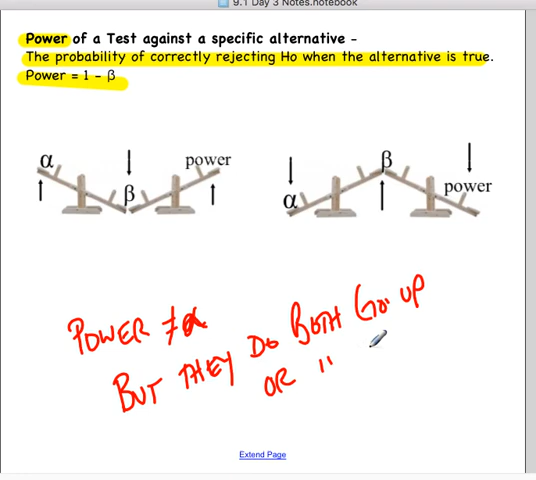 9.1 Day 3 Notes.notebook
Power of a Test against a specific alternative -
The probability of correctly rejecting Ho when the alternative is true.
Power = 1 - β
α β power
α β power
POWER ≠ α
BUT THEY DO BOTH GO UP
OR "
Extend Page